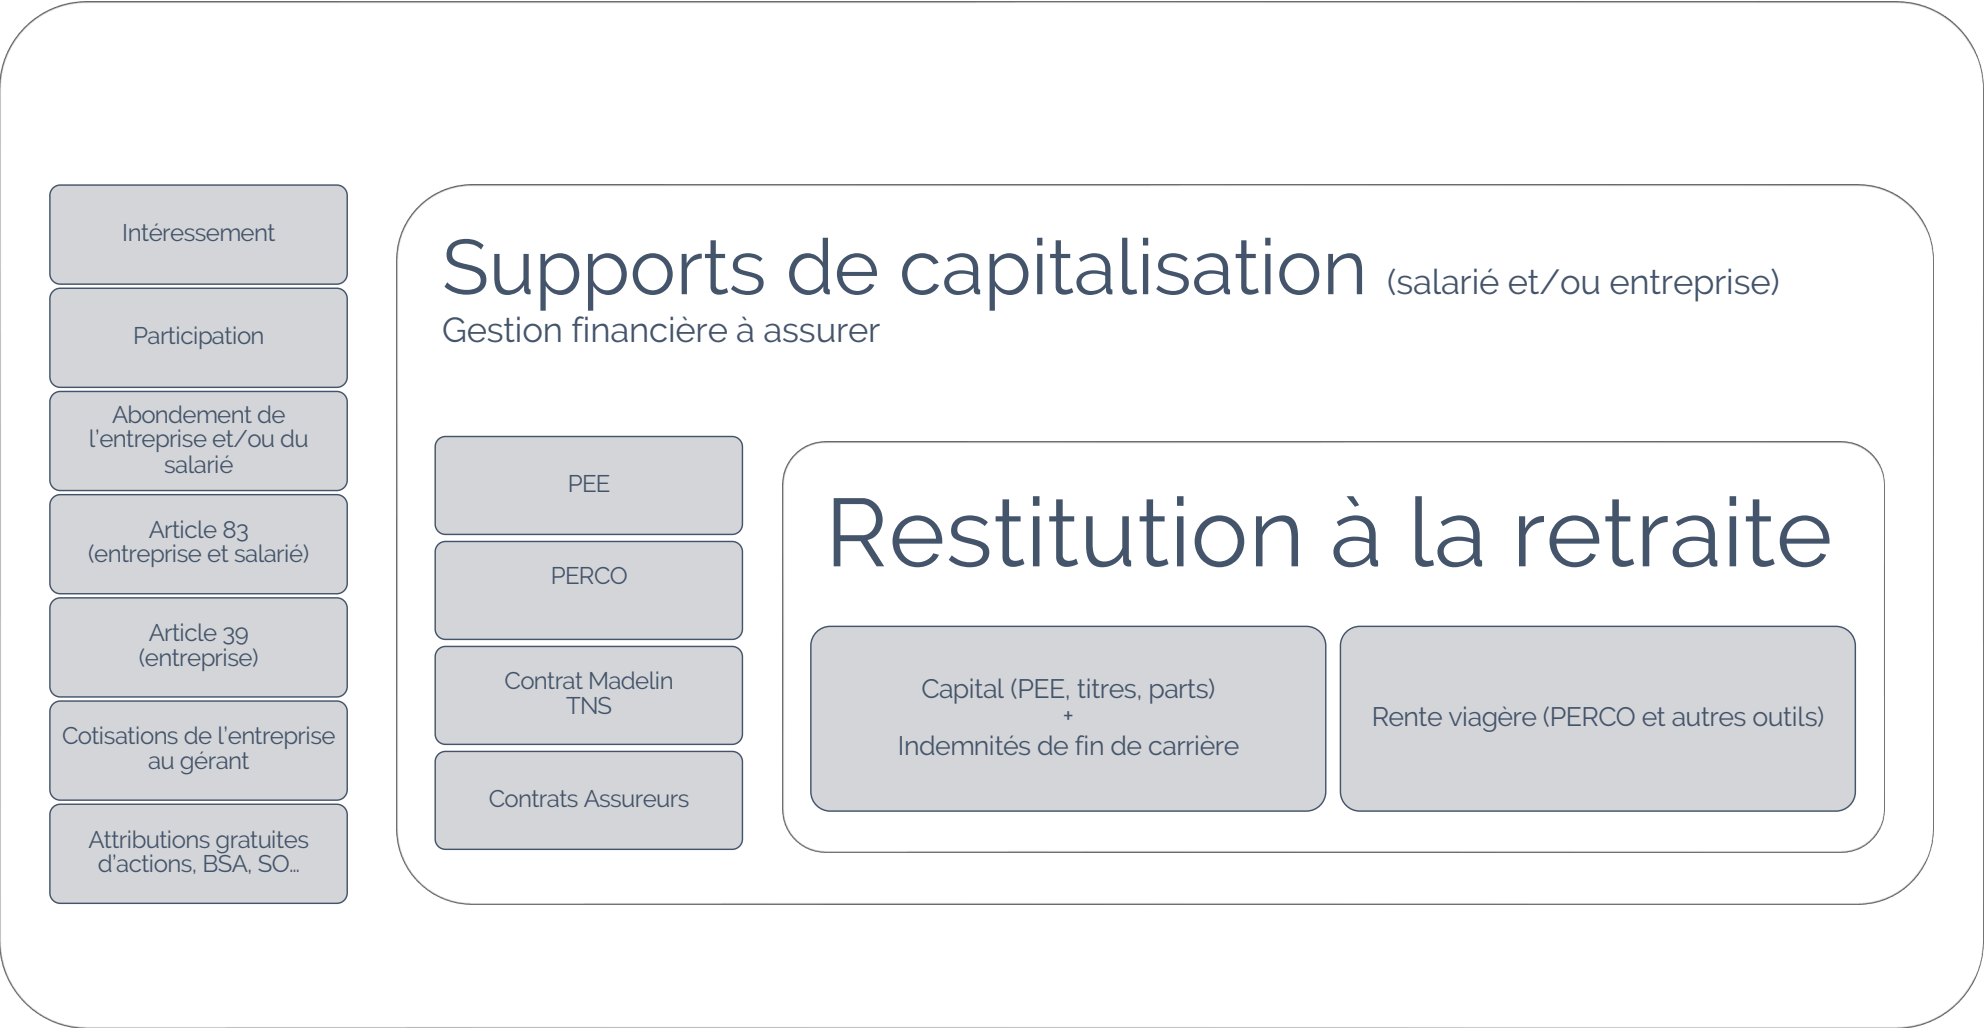 Intéressement
Participation
Abondement de
l'entreprise et/ou du
salarié
Article 83
(entreprise et salarié)
Article 39
(entreprise)
Cotisations de l'entreprise
au gérant
Attributions gratuites
d'actions, BSA, SO…
Supports de capitalisation (salarié et/ou entreprise)
Gestion financière à assurer
PEE
PERCO
Contrat Madelin
TNS
Contrats Assureurs
Restitution à la retraite
Capital (PEE, titres, parts)
+
Indemnités de fin de carrière
Rente viagère (PERCO et autres outils)